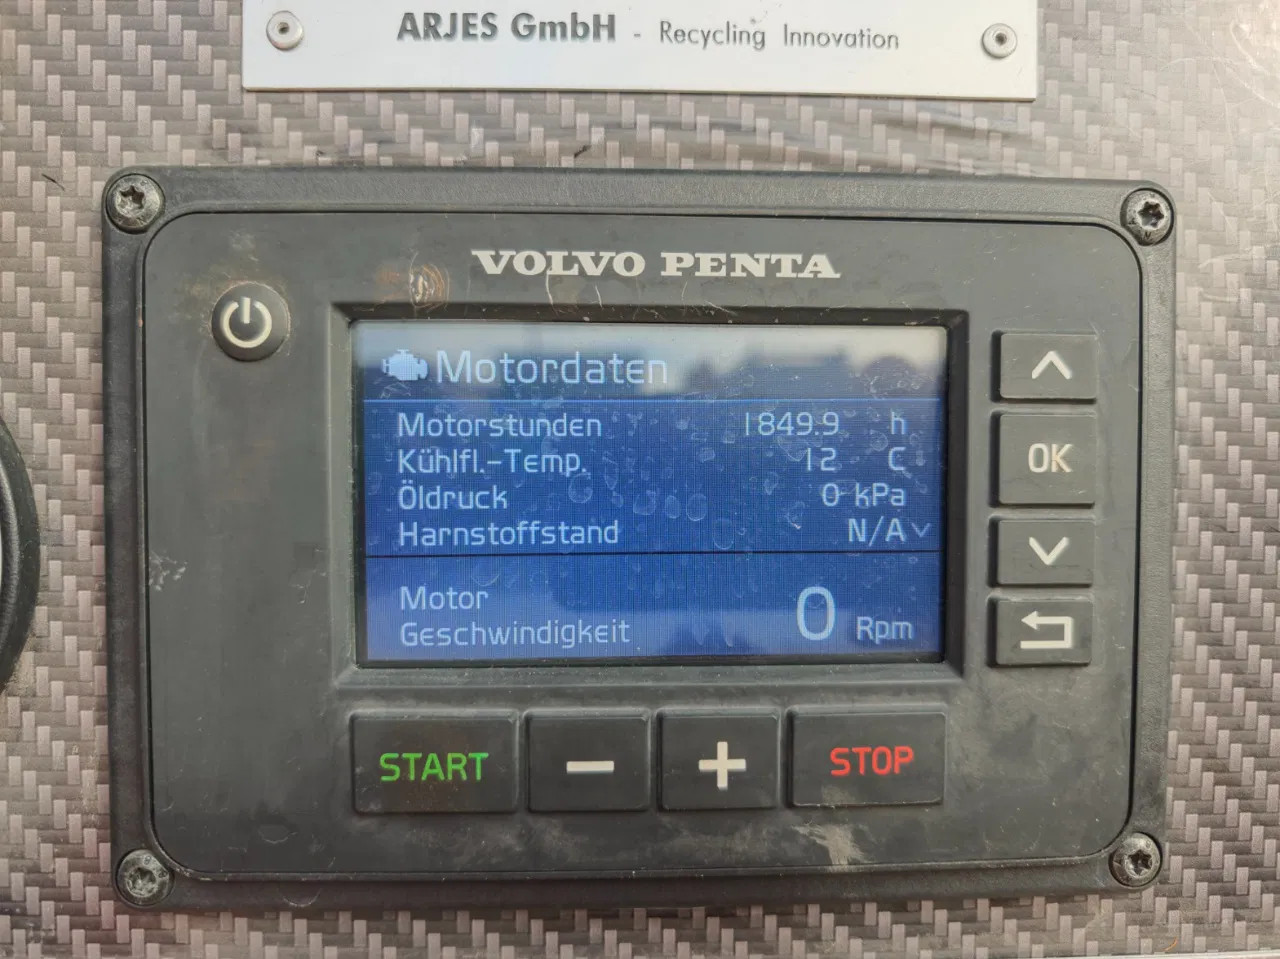 ARJES GmbH - Recycling Innovation
VOLVO PENTA
Motordaten
Motorstunden 1849.9 h
Kühlfl.-Temp. 12 C
Öldruck 0 kPa
Harnstoffstand N/A
Motor
Geschwindigkeit 0 Rpm
OK
START − + STOP